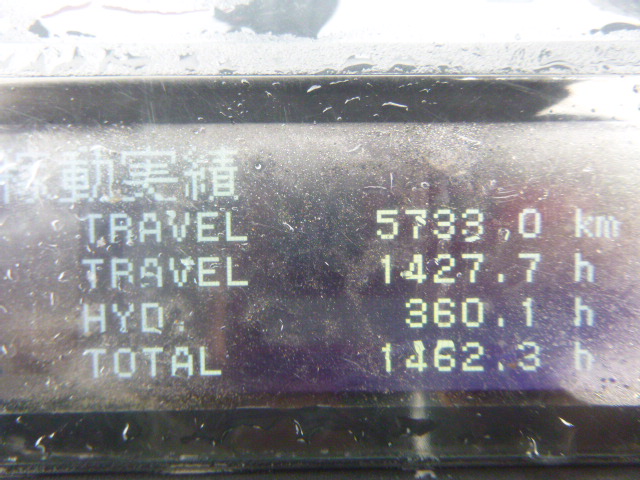 稼動実績
TRAVEL 5733.0 km
TRAVEL 1427.7 h
HYD. 360.1 h
TOTAL 1462.3 h